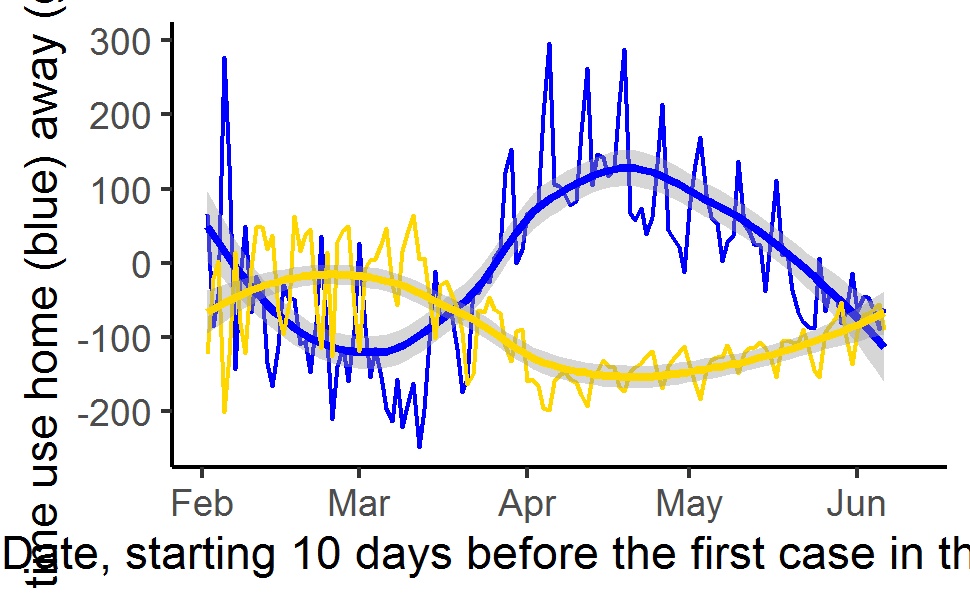 time use home (blue) away (g
300
200
100
0
-100
-200
Feb Mar Apr May Jun
Date, starting 10 days before the first case in th